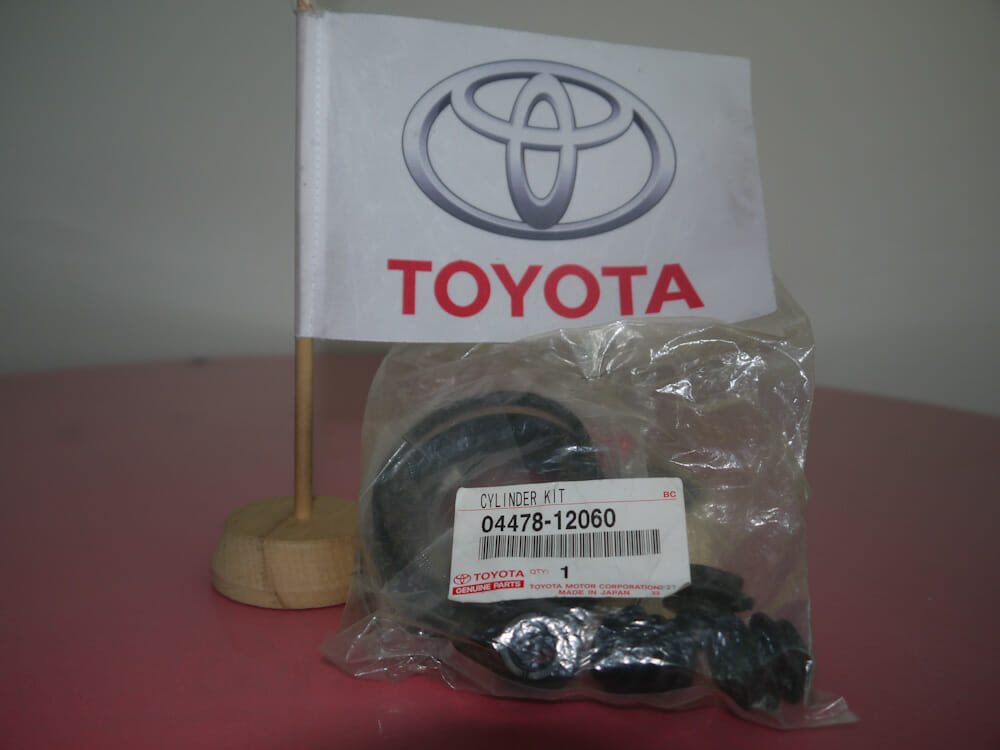 TOYOTA
CYLINDER KIT BC
04478-12060
QTY: 1
TOYOTA
GENUINE PARTS
TOYOTA MOTOR CORPORATION
MADE IN JAPAN